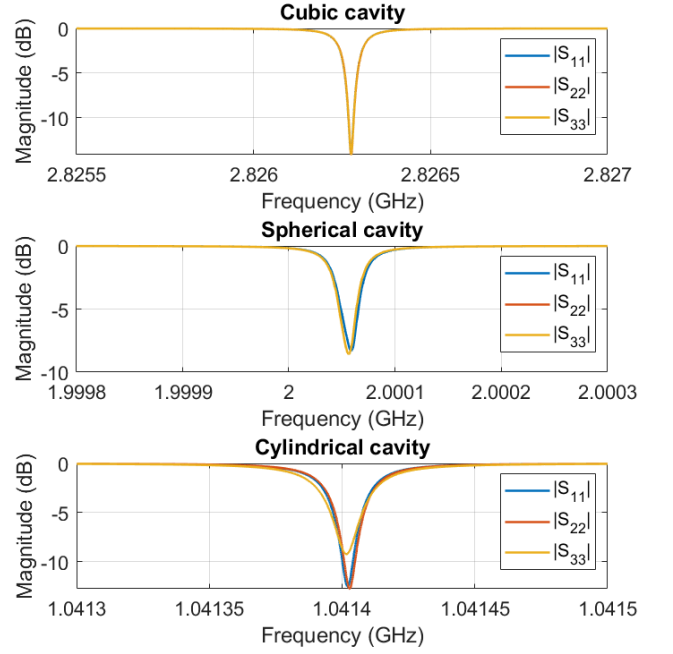 Cubic cavity
Magnitude (dB)
0
-5
-10
|S11|
|S22|
|S33|
2.8255
2.826
2.8265
2.827
Frequency (GHz)
Spherical cavity
Magnitude (dB)
0
-5
-10
|S11|
|S22|
|S33|
1.9998
1.9999
2
2.0001
2.0002
2.0003
Frequency (GHz)
Cylindrical cavity
Magnitude (dB)
0
-5
-10
|S11|
|S22|
|S33|
1.0413
1.04135
1.0414
1.04145
1.0415
Frequency (GHz)